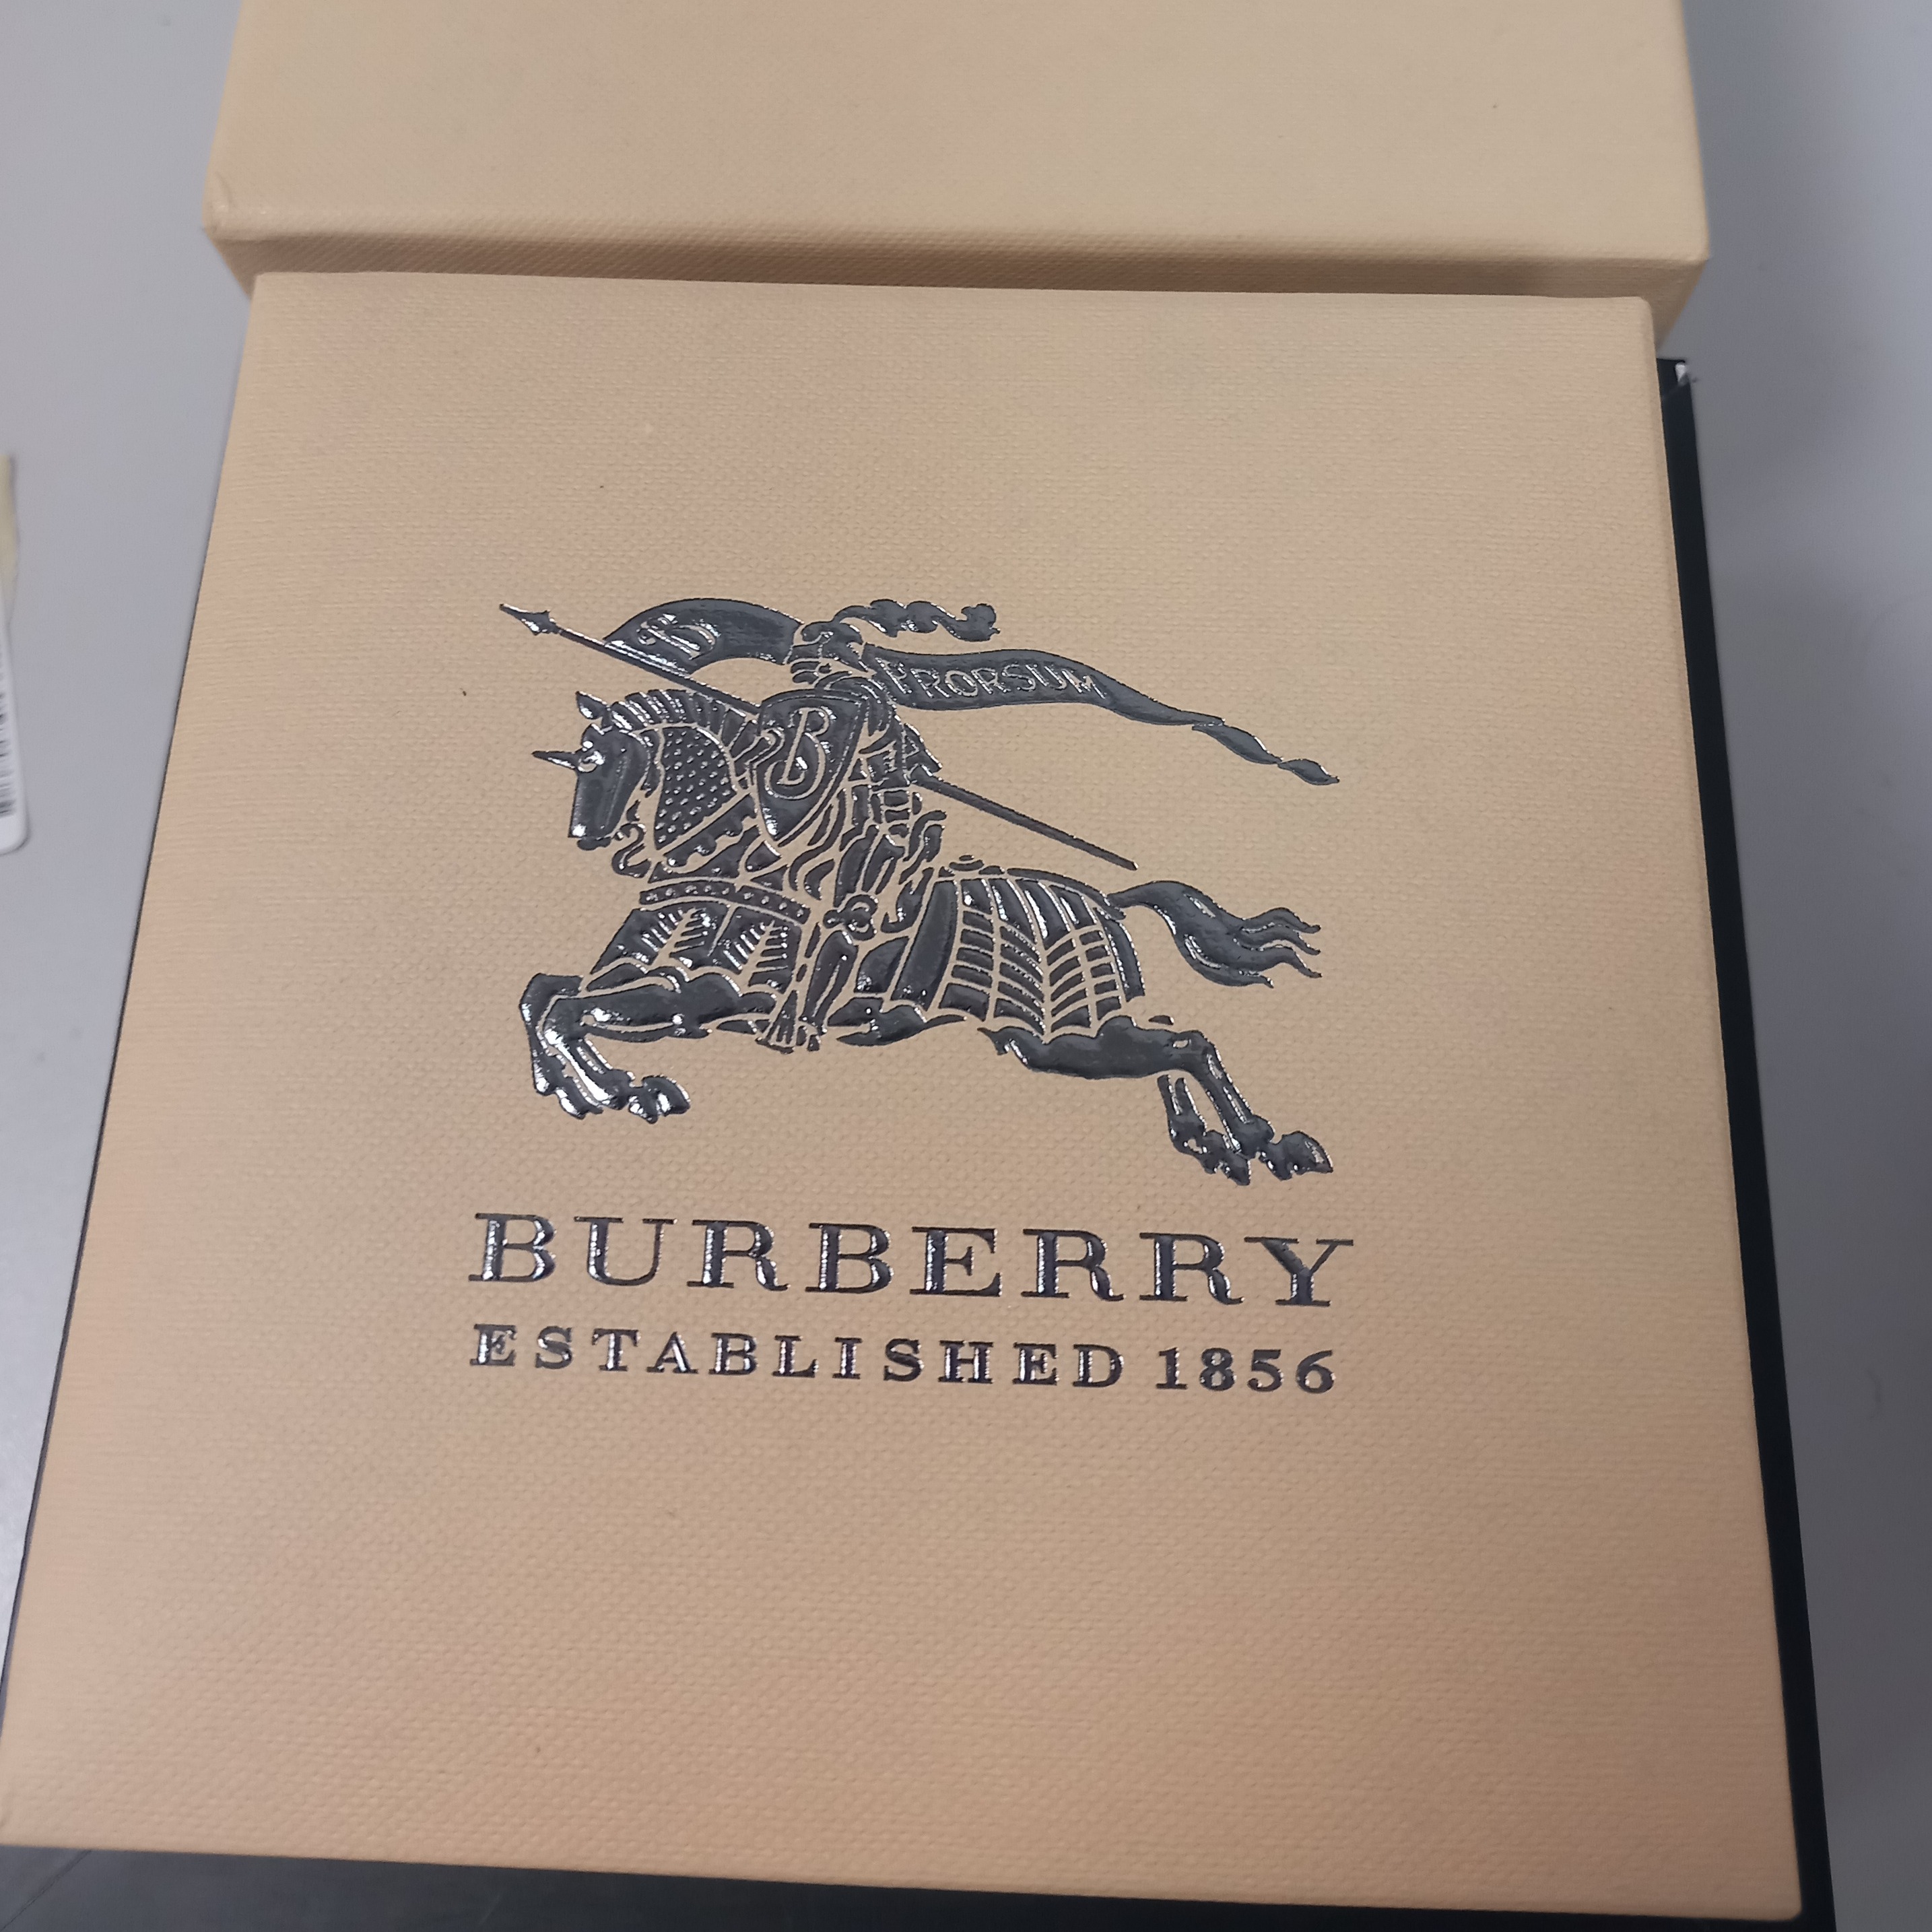 B
PRORSUM
B
BURBERRY
ESTABLISHED 1856